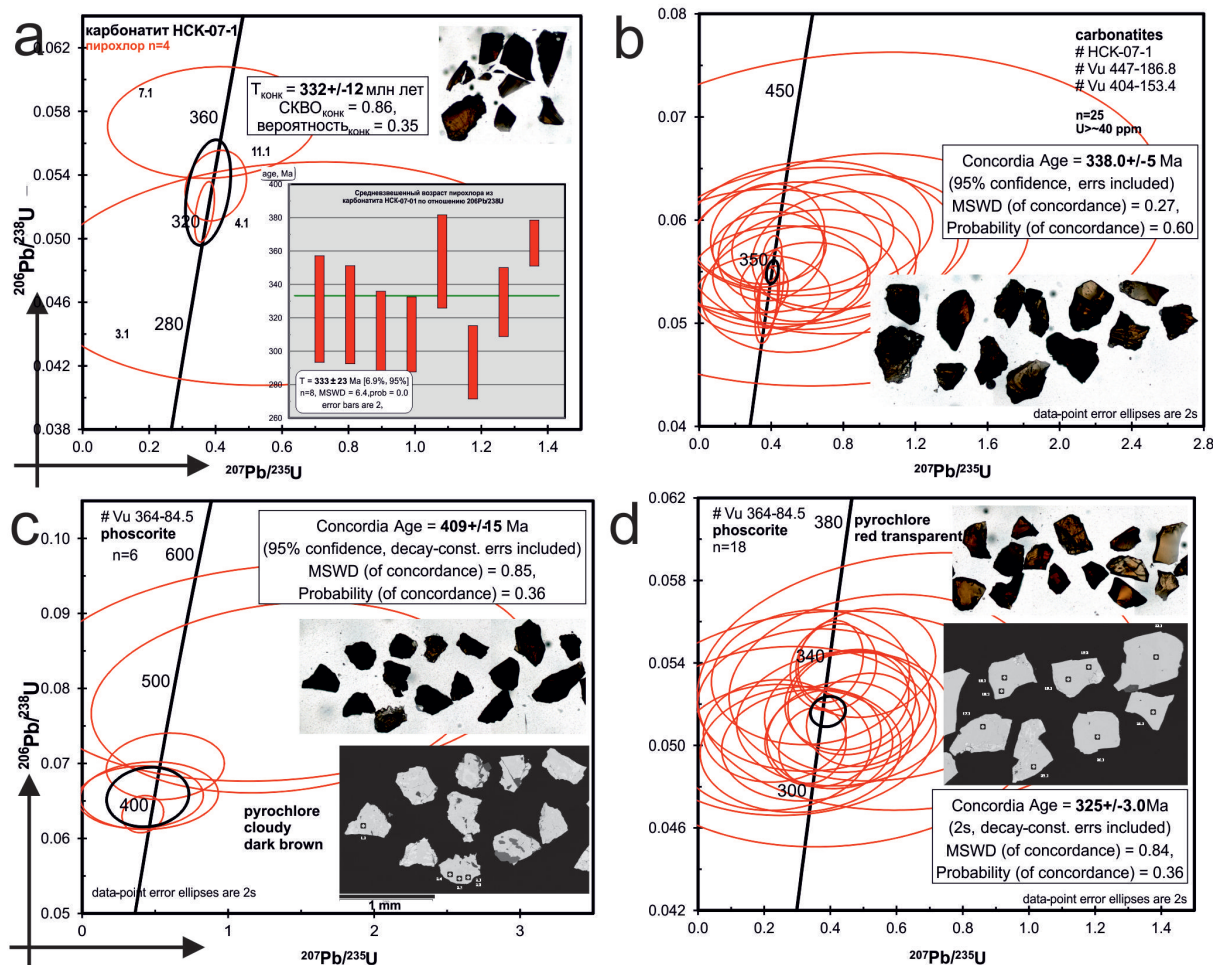 a
карбонатит НСК-07-1
пирохлор n=4
7.1
360
11.1
320
4.1
280
3.1
Tконк = 332+/-12 млн лет
СКВОконк = 0.86,
вероятностьконк = 0.35
age, Ma
Средневзвешенный возраст пирохлора из
карбонатита НСК-07-01 по отношению 206Pb/238U
400
380
360
340
320
300
280
260
T = 333 ± 23 Ma [6.9%, 95%]
n=8, MSWD = 6.4,prob = 0.0
error bars are 2,
0.062
0.058
0.054
0.050
0.046
0.042
0.038
206Pb/238U
0.0 0.2 0.4 0.6 0.8 1.0 1.2 1.4
207Pb/235U
b
carbonatites
# HCK-07-1
# Vu 447-186.8
# Vu 404-153.4
n=25
U>~40 ppm
450
350
Concordia Age = 338.0+/-5 Ma
(95% confidence, errs included)
MSWD (of concordance) = 0.27,
Probability (of concordance) = 0.60
data-point error ellipses are 2s
0.08
0.07
0.06
0.05
0.04
0.0 0.4 0.8 1.2 1.6 2.0 2.4 2.8
207Pb/235U
c
# Vu 364-84.5
phoscorite
n=6
600
500
400
Concordia Age = 409+/-15 Ma
(95% confidence, decay-const. errs included)
MSWD (of concordance) = 0.85,
Probability (of concordance) = 0.36
pyrochlore
cloudy
dark brown
1 mm
data-point error ellipses are 2s
0.10
0.09
0.08
0.07
0.06
0.05
206Pb/238U
0 1 2 3
207Pb/235U
d
# Vu 364-84.5
phoscorite
n=18
380
pyrochlore
red transparent
340
300
Concordia Age = 325+/-3.0Ma
(2s, decay-const. errs included)
MSWD (of concordance) = 0.84,
Probability (of concordance) = 0.36
data-point error ellipses are 2s
0.062
0.058
0.054
0.050
0.046
0.042
0.0 0.2 0.4 0.6 0.8 1.0 1.2 1.4
207Pb/235U